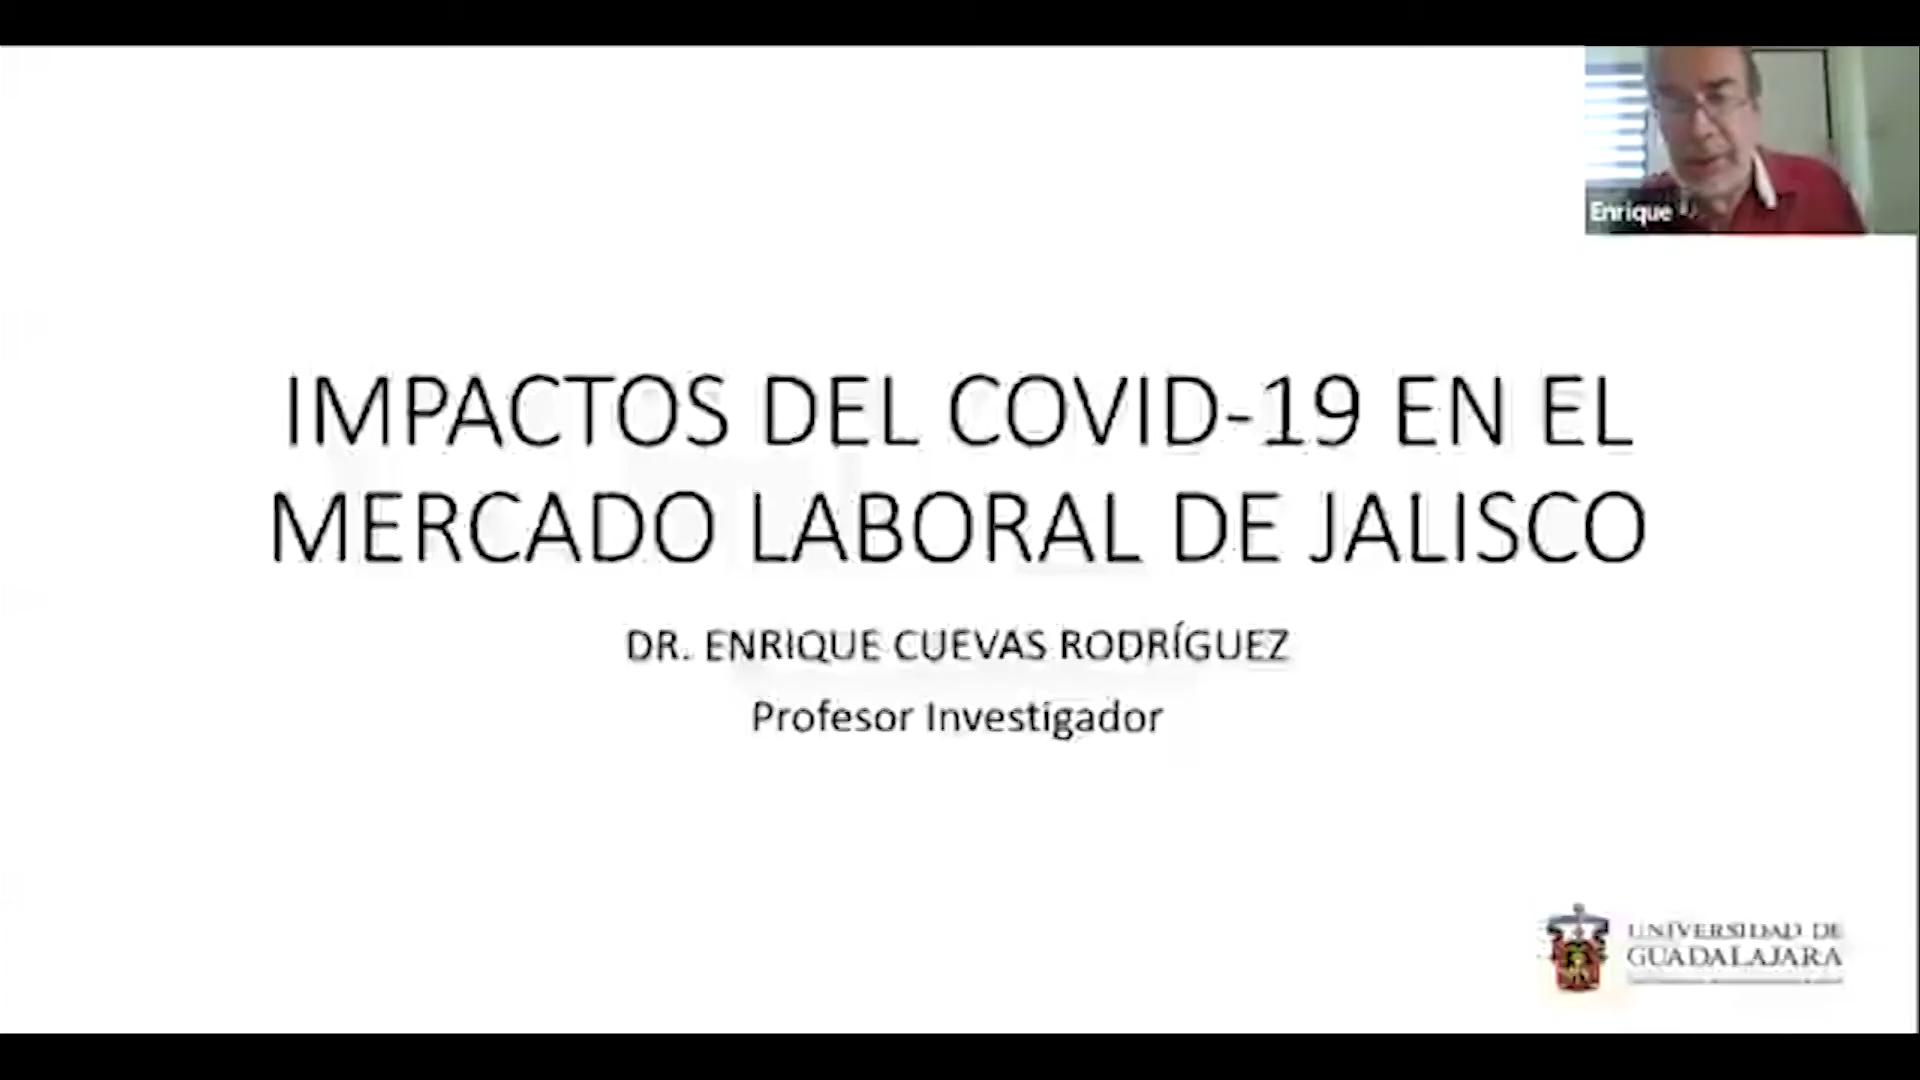 Enrique
IMPACTOS DEL COVID-19 EN EL
MERCADO LABORAL DE JALISCO
DR. ENRIQUE CUEVAS RODRÍGUEZ
Profesor Investigador
UNIVERSIDAD DE
GUADALAJARA